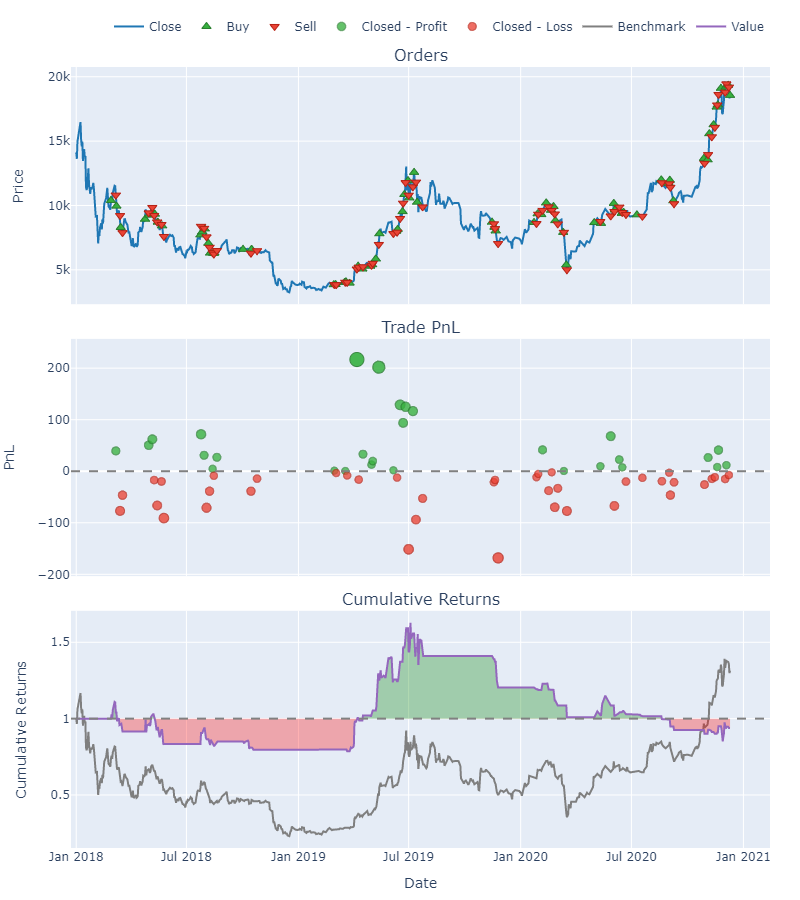 Close Buy Sell Closed - Profit Closed - Loss Benchmark Value
Orders
20k
15k
10k
5k
Price
Trade PnL
200
100
0
−100
−200
PnL
Cumulative Returns
1.5
1
0.5
Cumulative Returns
Jan 2018 Jul 2018 Jan 2019 Jul 2019 Jan 2020 Jul 2020 Jan 2021
Date